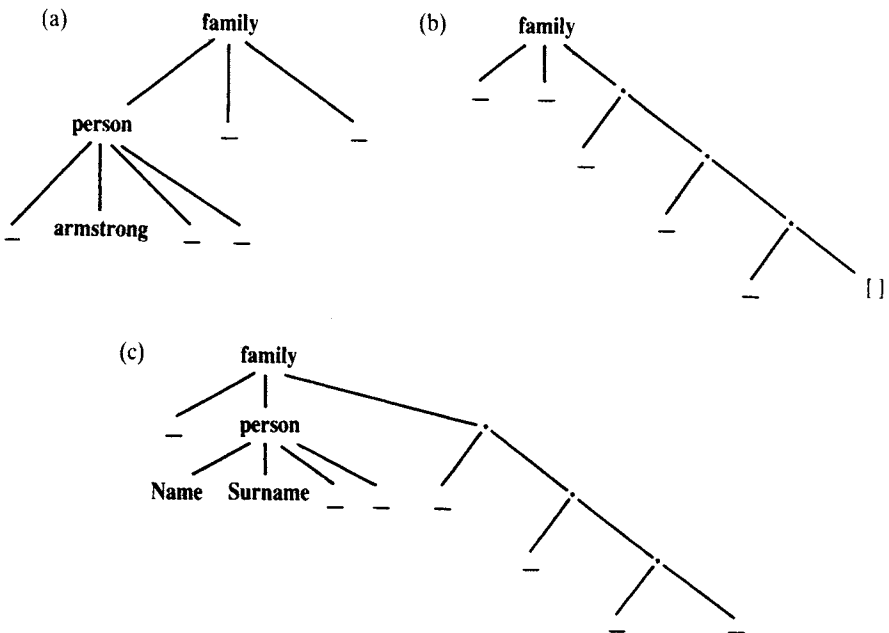 (a) family
person
_ _
_ armstrong _ _
(b) family
_ _
_
_
_ []
(c) family
_ person
Name Surname _ _ _
_
_ _